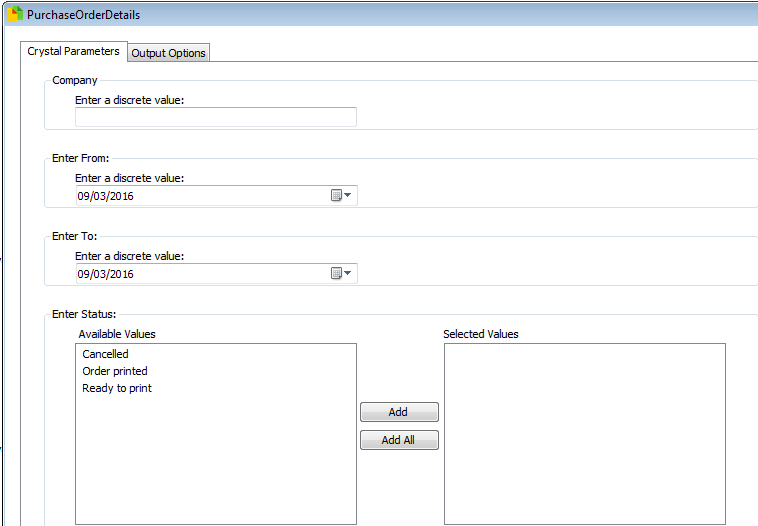 PurchaseOrderDetails
Crystal Parameters
Output Options
Company
Enter a discrete value:
Enter From:
Enter a discrete value:
09/03/2016
Enter To:
Enter a discrete value:
09/03/2016
Enter Status:
Available Values
Selected Values
Cancelled
Order printed
Ready to print
Add
Add All